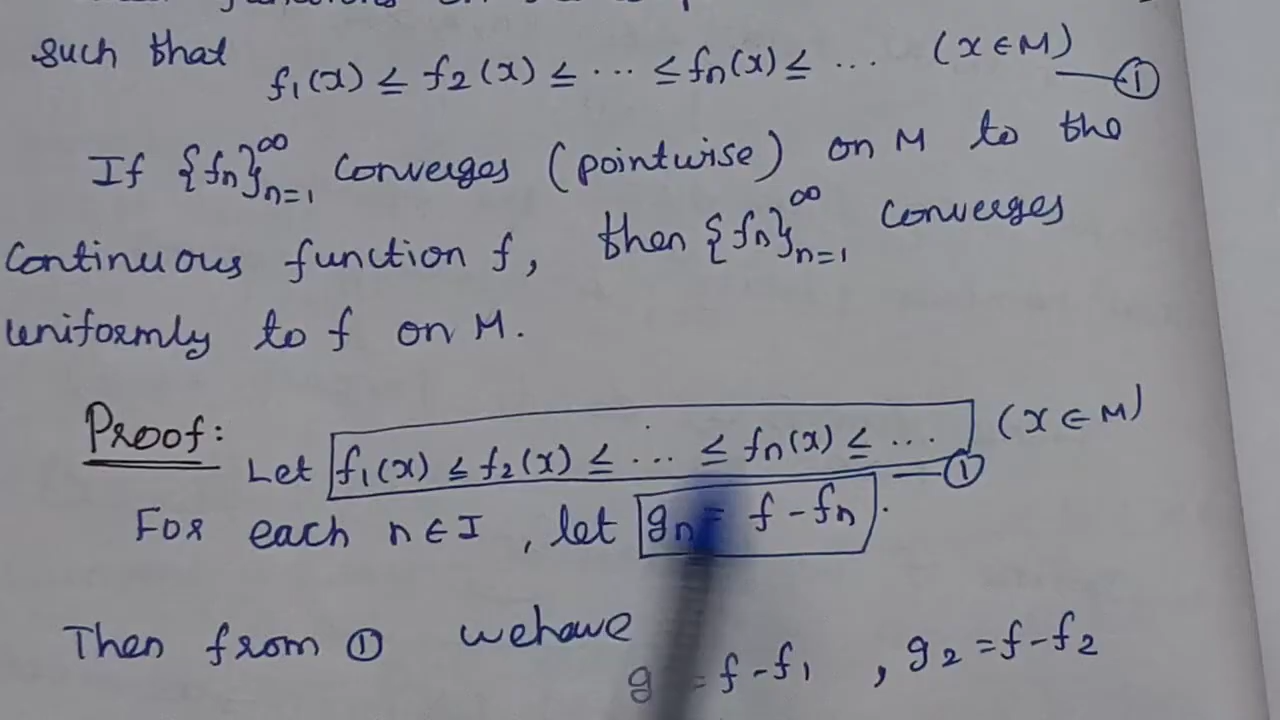 such that f₁(x) ≤ f₂(x) ≤ ... ≤ fₙ(x) ≤ ... (x ∈ M) — ①
If {fₙ}ₙ₌₁^∞ converges (pointwise) on M to the
continuous function f, then {fₙ}ₙ₌₁^∞ converges
uniformly to f on M.
Proof: Let f₁(x) ≤ f₂(x) ≤ ... ≤ fₙ(x) ≤ ... (x ∈ M) — ①
For each n ∈ I, let gₙ = f - fₙ.
Then from ① we have
g = f - f₁, g₂ = f - f₂